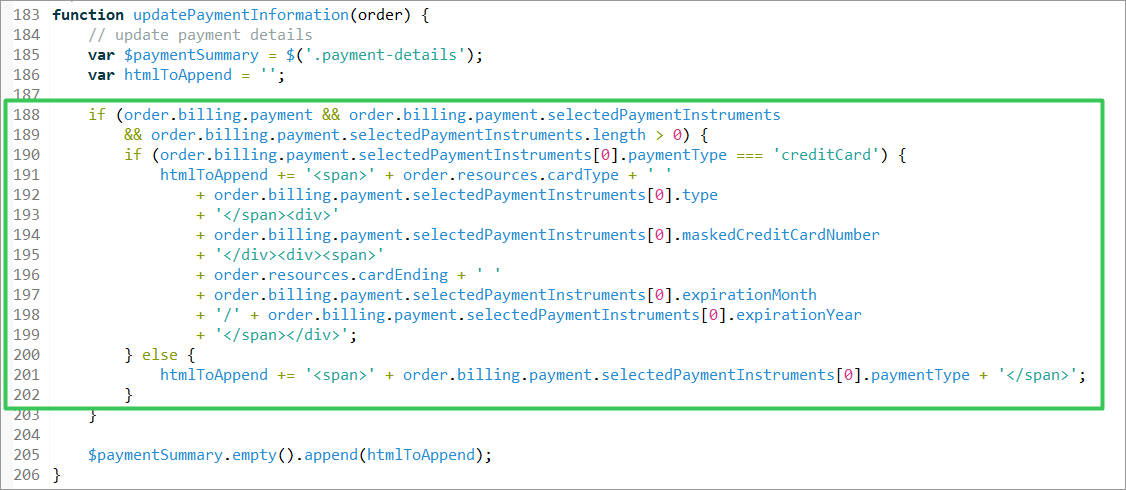 183 function updatePaymentInformation(order) {
184     // update payment details
185     var $paymentSummary = $('.payment-details');
186     var htmlToAppend = '';
187
188     if (order.billing.payment && order.billing.payment.selectedPaymentInstruments
189         && order.billing.payment.selectedPaymentInstruments.length > 0) {
190         if (order.billing.payment.selectedPaymentInstruments[0].paymentType === 'creditCard') {
191             htmlToAppend += '<span>' + order.resources.cardType + ' '
192                 + order.billing.payment.selectedPaymentInstruments[0].type
193                 + '</span><div>'
194                 + order.billing.payment.selectedPaymentInstruments[0].maskedCreditCardNumber
195                 + '</div><div><span>'
196                 + order.resources.cardEnding + ' '
197                 + order.billing.payment.selectedPaymentInstruments[0].expirationMonth
198                 + '/' + order.billing.payment.selectedPaymentInstruments[0].expirationYear
199                 + '</span></div>';
200         } else {
201             htmlToAppend += '<span>' + order.billing.payment.selectedPaymentInstruments[0].paymentType + '</span>';
202         }
203     }
204
205     $paymentSummary.empty().append(htmlToAppend);
206 }